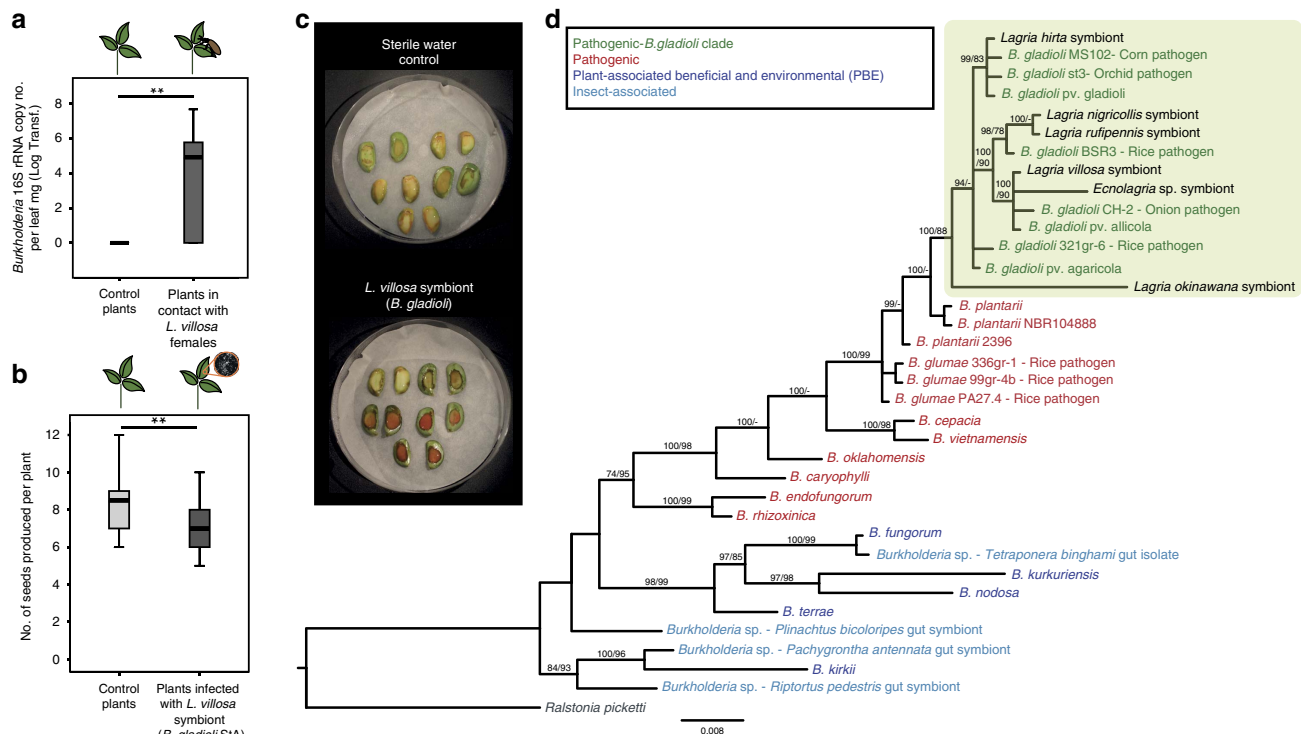 a
**
Burkholderia 16S rRNA copy no.
per leaf mg (Log Transf.)
8
6
4
2
0
Control
plants
Plants in
contact with
L. villosa
females
b
**
No. of seeds produced per plant
12
10
8
6
4
2
0
Control
plants
Plants infected
with L. villosa
symbiont
(B. gladioli StA)
c
Sterile water
control
L. villosa symbiont
(B. gladioli)
d
Pathogenic-B.gladioli clade
Pathogenic
Plant-associated beneficial and environmental (PBE)
Insect-associated
Lagria hirta symbiont
99/83
B. gladioli MS102- Corn pathogen
B. gladioli st3- Orchid pathogen
B. gladioli pv. gladioli
Lagria nigricollis symbiont
100/-
Lagria rufipennis symbiont
98/78
B. gladioli BSR3 - Rice pathogen
100
/90
Lagria villosa symbiont
100
/90
Ecnolagria sp. symbiont
94/-
B. gladioli CH-2 - Onion pathogen
B. gladioli pv. allicola
100/88
B. gladioli 321gr-6 - Rice pathogen
B. gladioli pv. agaricola
100/-
Lagria okinawana symbiont
B. plantarii
99/-
B. plantarii NBR104888
B. plantarii 2396
100/99
B. glumae 336gr-1 - Rice pathogen
B. glumae 99gr-4b - Rice pathogen
100/-
B. glumae PA27.4 - Rice pathogen
B. cepacia
100/98
B. vietnamensis
100/-
B. oklahomensis
100/98
B. caryophylli
74/95
B. endofungorum
100/99
B. rhizoxinica
B. fungorum
100/99
Burkholderia sp. - Tetraponera binghami gut isolate
97/85
B. kurkuriensis
97/98
B. nodosa
98/99
B. terrae
Burkholderia sp. - Plinachtus bicoloripes gut symbiont
Burkholderia sp. - Pachygrontha antennata gut symbiont
100/96
B. kirkii
84/93
Burkholderia sp. - Riptortus pedestris gut symbiont
Ralstonia picketti
0.008